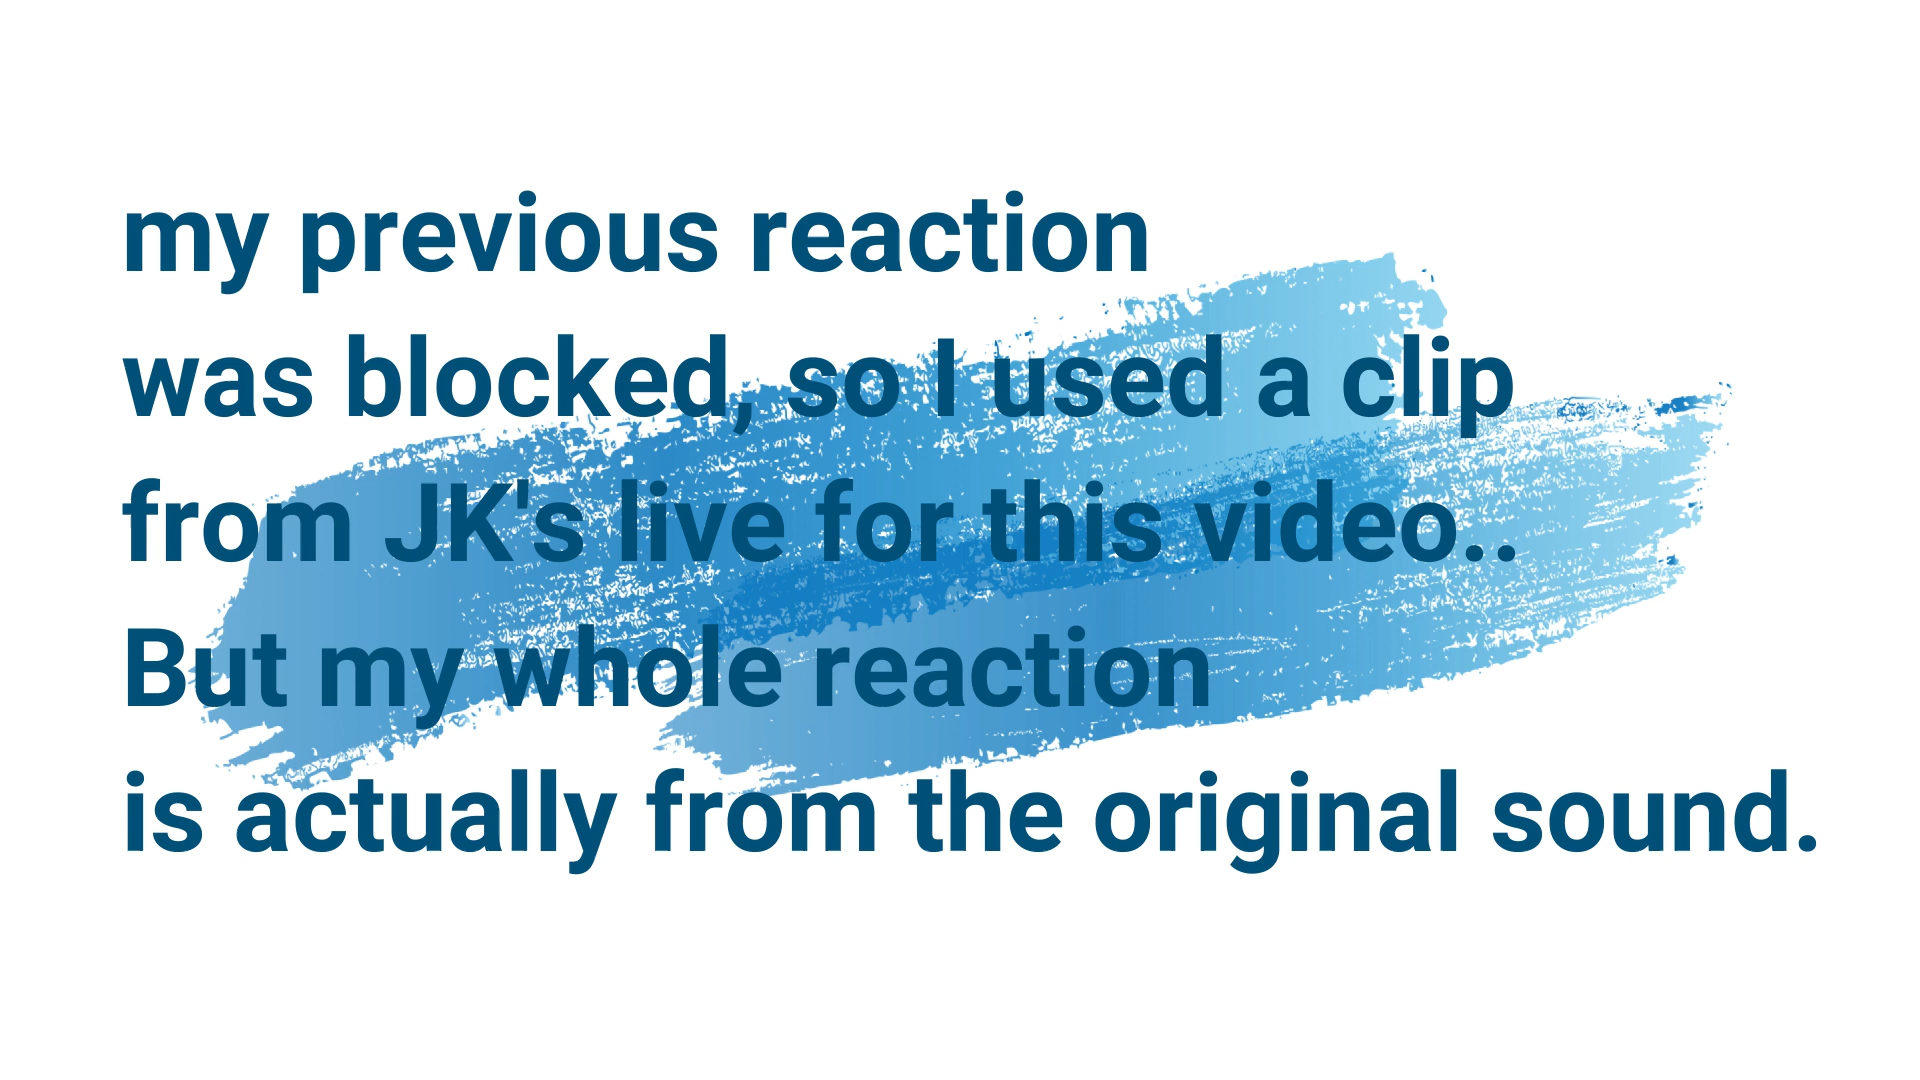 my previous reaction
was blocked, so I used a clip
from JK's live for this video..
But my whole reaction
is actually from the original sound.